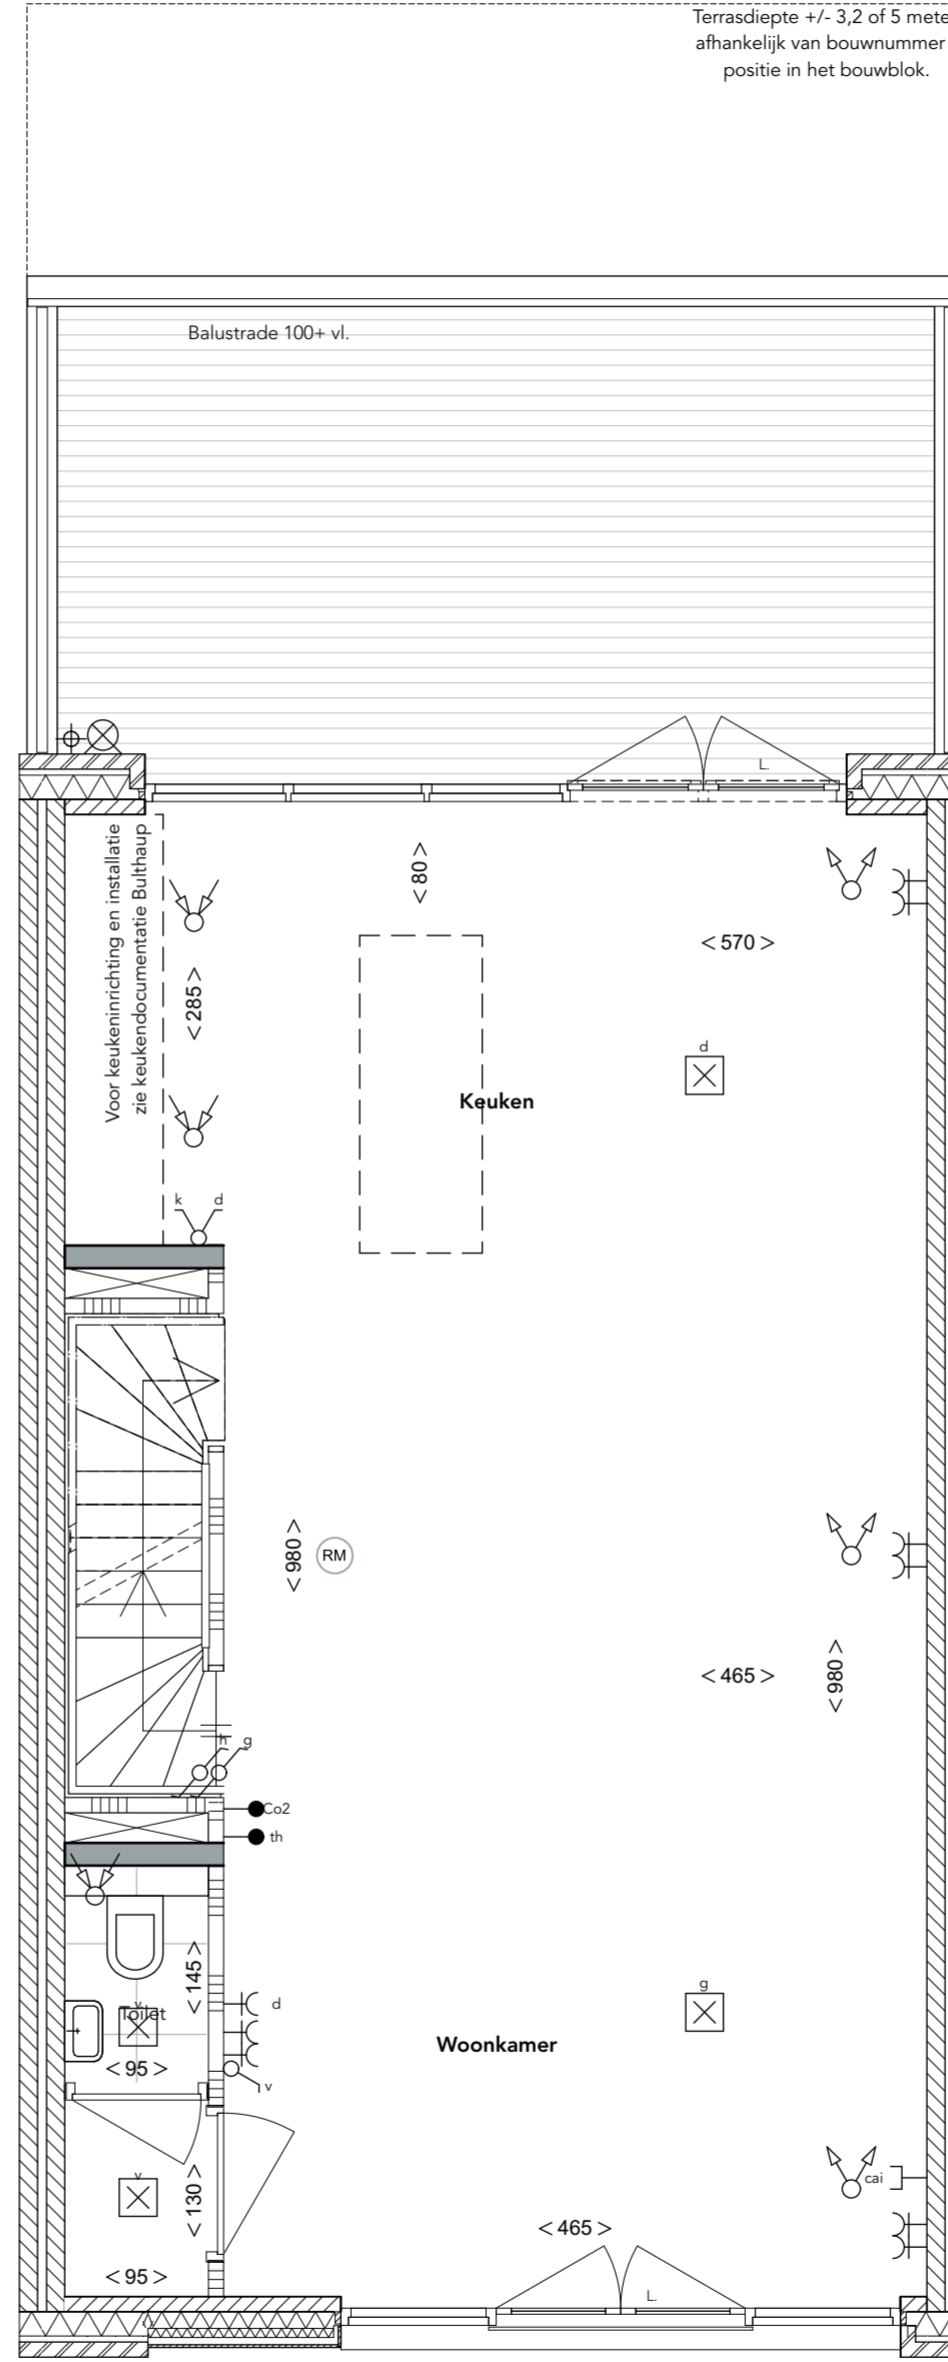 Terrasdiepte +/- 3,2 of 5 mete
afhankelijk van bouwnummer
positie in het bouwblok.
Balustrade 100+ vl.
L.
Voor keukeninrichting en installatie
zie keukendocumentatie Bulthaup
<80>
<570>
<285>
d
Keuken
k d
<980>
RM
<465>
<980>
h g
Co2
th
<145>
g
d
v
Toilet
Woonkamer
<95>
v
v
<130>
cai
<465>
<95>
L.